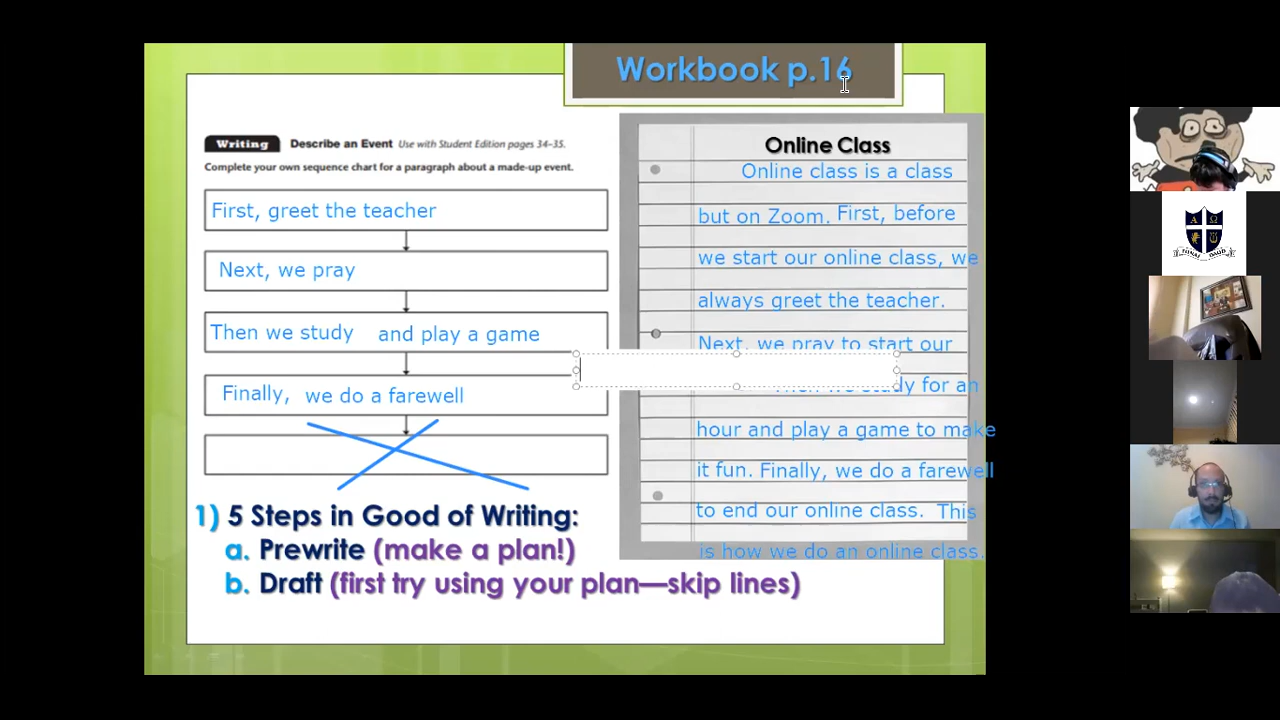 Workbook p.16
Writing Describe an Event Use with Student Edition pages 34–35.
Complete your own sequence chart for a paragraph about a made-up event.
First, greet the teacher
Next, we pray
Then we study and play a game
Finally, we do a farewell
1) 5 Steps in Good of Writing:
a. Prewrite (make a plan!)
b. Draft (first try using your plan—skip lines)
Online Class
Online class is a class
but on Zoom. First, before
we start our online class, we
always greet the teacher.
Next, we pray to start our
Then we study for an
hour and play a game to make
it fun. Finally, we do a farewell
to end our online class. This
is how we do an online class.
Α Ω